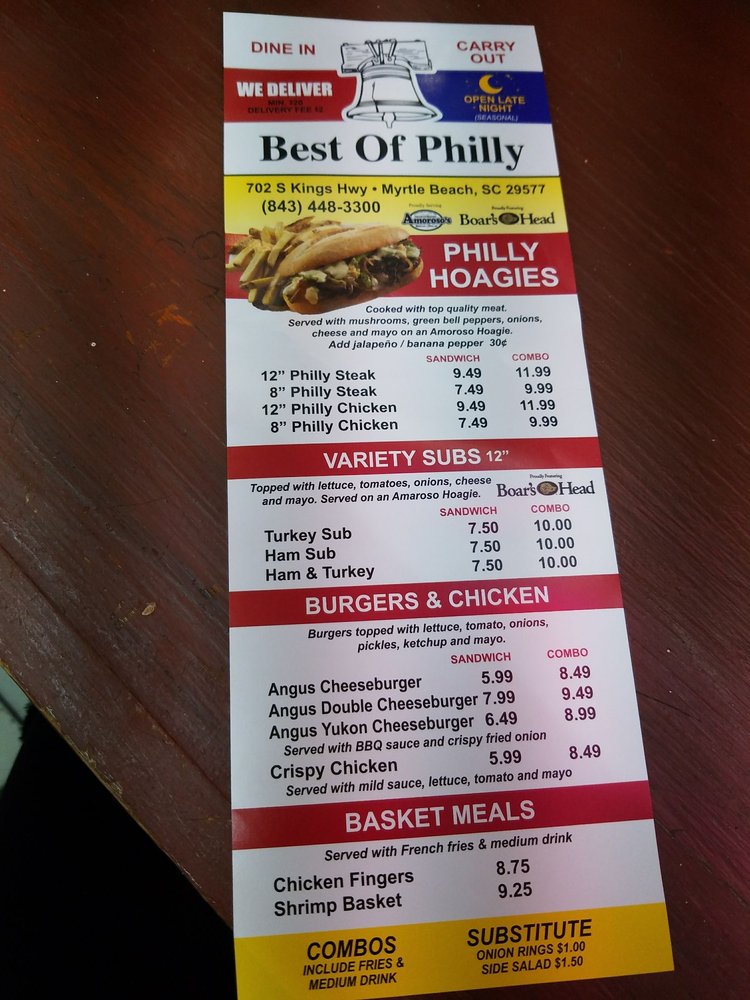 DINE IN
CARRY
OUT
WE DELIVER
MIN. 120
DELIVERY FEE 12
OPEN LATE
NIGHT
(SEASONAL)
Best Of Philly
702 S Kings Hwy • Myrtle Beach, SC 29577
(843) 448-3300
Proudly Serving
Amoroso's
Proudly Featuring
Boar's Head
PHILLY
HOAGIES
Cooked with top quality meat.
Served with mushrooms, green bell peppers, onions,
cheese and mayo on an Amoroso Hoagie.
Add jalapeño / banana pepper 30¢
SANDWICH COMBO
12” Philly Steak 9.49 11.99
8” Philly Steak 7.49 9.99
12” Philly Chicken 9.49 11.99
8” Philly Chicken 7.49 9.99
VARIETY SUBS 12”
Topped with lettuce, tomatoes, onions, cheese
and mayo. Served on an Amaroso Hoagie.
Proudly Featuring
Boar's Head
SANDWICH COMBO
Turkey Sub 7.50 10.00
Ham Sub 7.50 10.00
Ham & Turkey 7.50 10.00
BURGERS & CHICKEN
Burgers topped with lettuce, tomato, onions,
pickles, ketchup and mayo.
SANDWICH COMBO
Angus Cheeseburger 5.99 8.49
Angus Double Cheeseburger 7.99 9.49
Angus Yukon Cheeseburger 6.49 8.99
Served with BBQ sauce and crispy fried onion
Crispy Chicken 5.99 8.49
Served with mild sauce, lettuce, tomato and mayo
BASKET MEALS
Served with French fries & medium drink
Chicken Fingers 8.75
Shrimp Basket 9.25
COMBOS
INCLUDE FRIES &
MEDIUM DRINK
SUBSTITUTE
ONION RINGS $1.00
SIDE SALAD $1.50